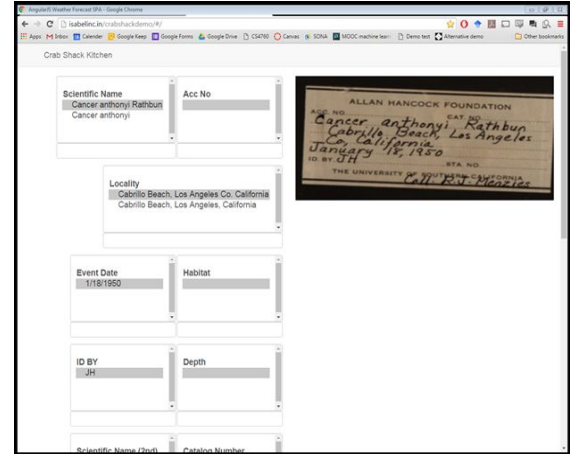 AngularJS Weather Forecast SPA - Google Chrome
isabelinc.in/crabshackdemo/#/
Apps M Inbox Calender Google Keep Google Forms Google Drive CS4760 Canvas SONA MOOC machine lear Demo test Alternative demo Other bookmarks
Crab Shack Kitchen
Scientific Name
Cancer anthonyi Rathbun
Cancer anthonyi
Acc No
Locality
Cabrillo Beach, Los Angeles Co. California
Cabrillo Beach, Los Angeles, California
Event Date
1/18/1950
Habitat
ID BY
JH
Depth
Scientific Name (2nd)
Catalog Number
ALLAN HANCOCK FOUNDATION
ACC. NO. CAT. NO.
Cancer anthonyi Rathbun
Cabrillo Beach, Los Angeles
Co, California
January 18, 1950
ID. BY JH STA. NO.
THE UNIVERSITY OF SOUTHERN CALIFORNIA
Coll. R.J. Menzies